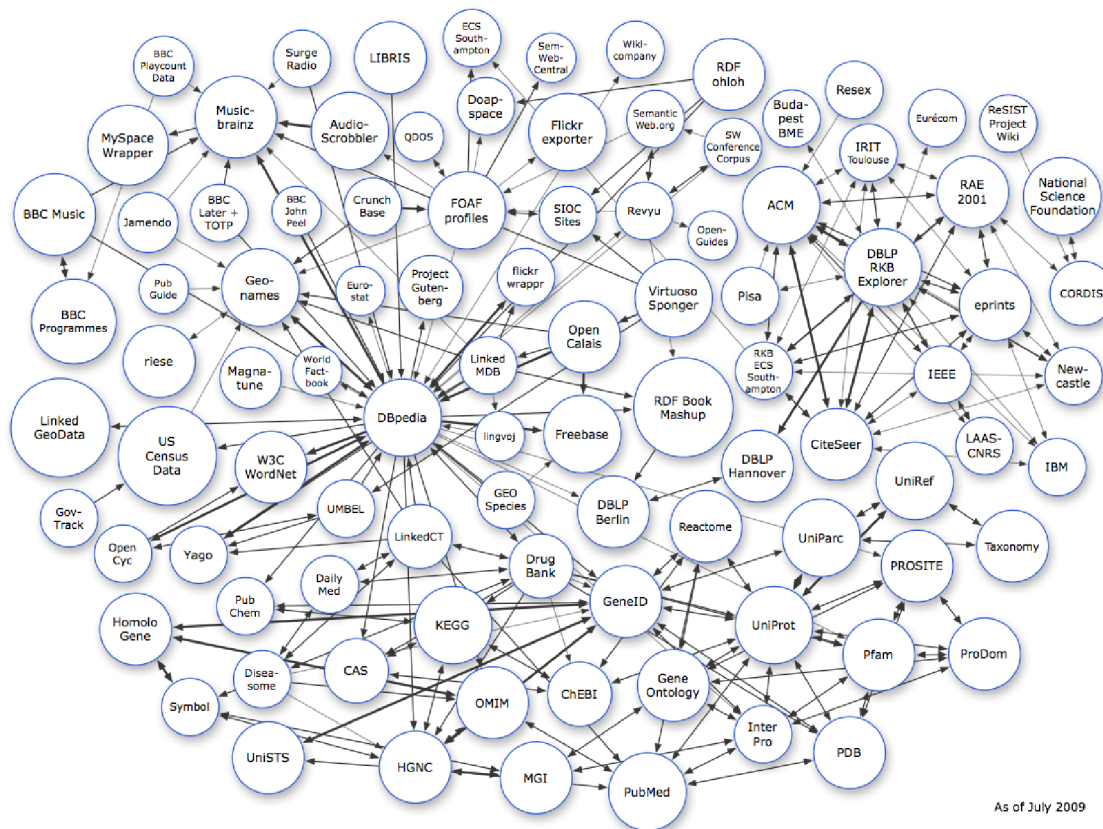 BBC
Playcount
Data
Surge
Radio
LIBRIS
ECS
South-
ampton
Sem-
Web-
Central
Wiki-
company
RDF
ohloh
Music-
brainz
Audio-
Scrobbler
QDOS
Doap-
space
Flickr
exporter
Semantic
Web.org
SW
Conference
Corpus
Buda-
pest
BME
Resex
Eurécom
ReSIST
Project
Wiki
MySpace
Wrapper
IRIT
Toulouse
BBC Music
Jamendo
BBC
Later +
TOTP
BBC
John
Peel
Crunch
Base
FOAF
profiles
SIOC
Sites
Revyu
Open-
Guides
ACM
RAE
2001
National
Science
Foundation
DBLP
RKB
Explorer
BBC
Programmes
Pub
Guide
Geo-
names
Euro-
stat
Project
Guten-
berg
flickr
wrappr
Virtuoso
Sponger
Pisa
eprints
CORDIS
riese
Magna-
tune
World
Fact-
book
Linked
MDB
Open
Calais
RKB
ECS
South-
ampton
IEEE
New-
castle
Linked
GeoData
US
Census
Data
W3C
WordNet
DBpedia
lingvoj
Freebase
RDF Book
Mashup
DBLP
Hannover
CiteSeer
LAAS-
CNRS
IBM
Gov-
Track
Open
Cyc
Yago
UMBEL
LinkedCT
GEO
Species
DBLP
Berlin
Reactome
UniParc
UniRef
Taxonomy
PROSITE
Daily
Med
Drug
Bank
Pub
Chem
Homolo
Gene
KEGG
GeneID
UniProt
Pfam
ProDom
Symbol
Disea-
some
CAS
OMIM
ChEBI
Gene
Ontology
Inter
Pro
PDB
UniSTS
HGNC
MGI
PubMed
As of July 2009